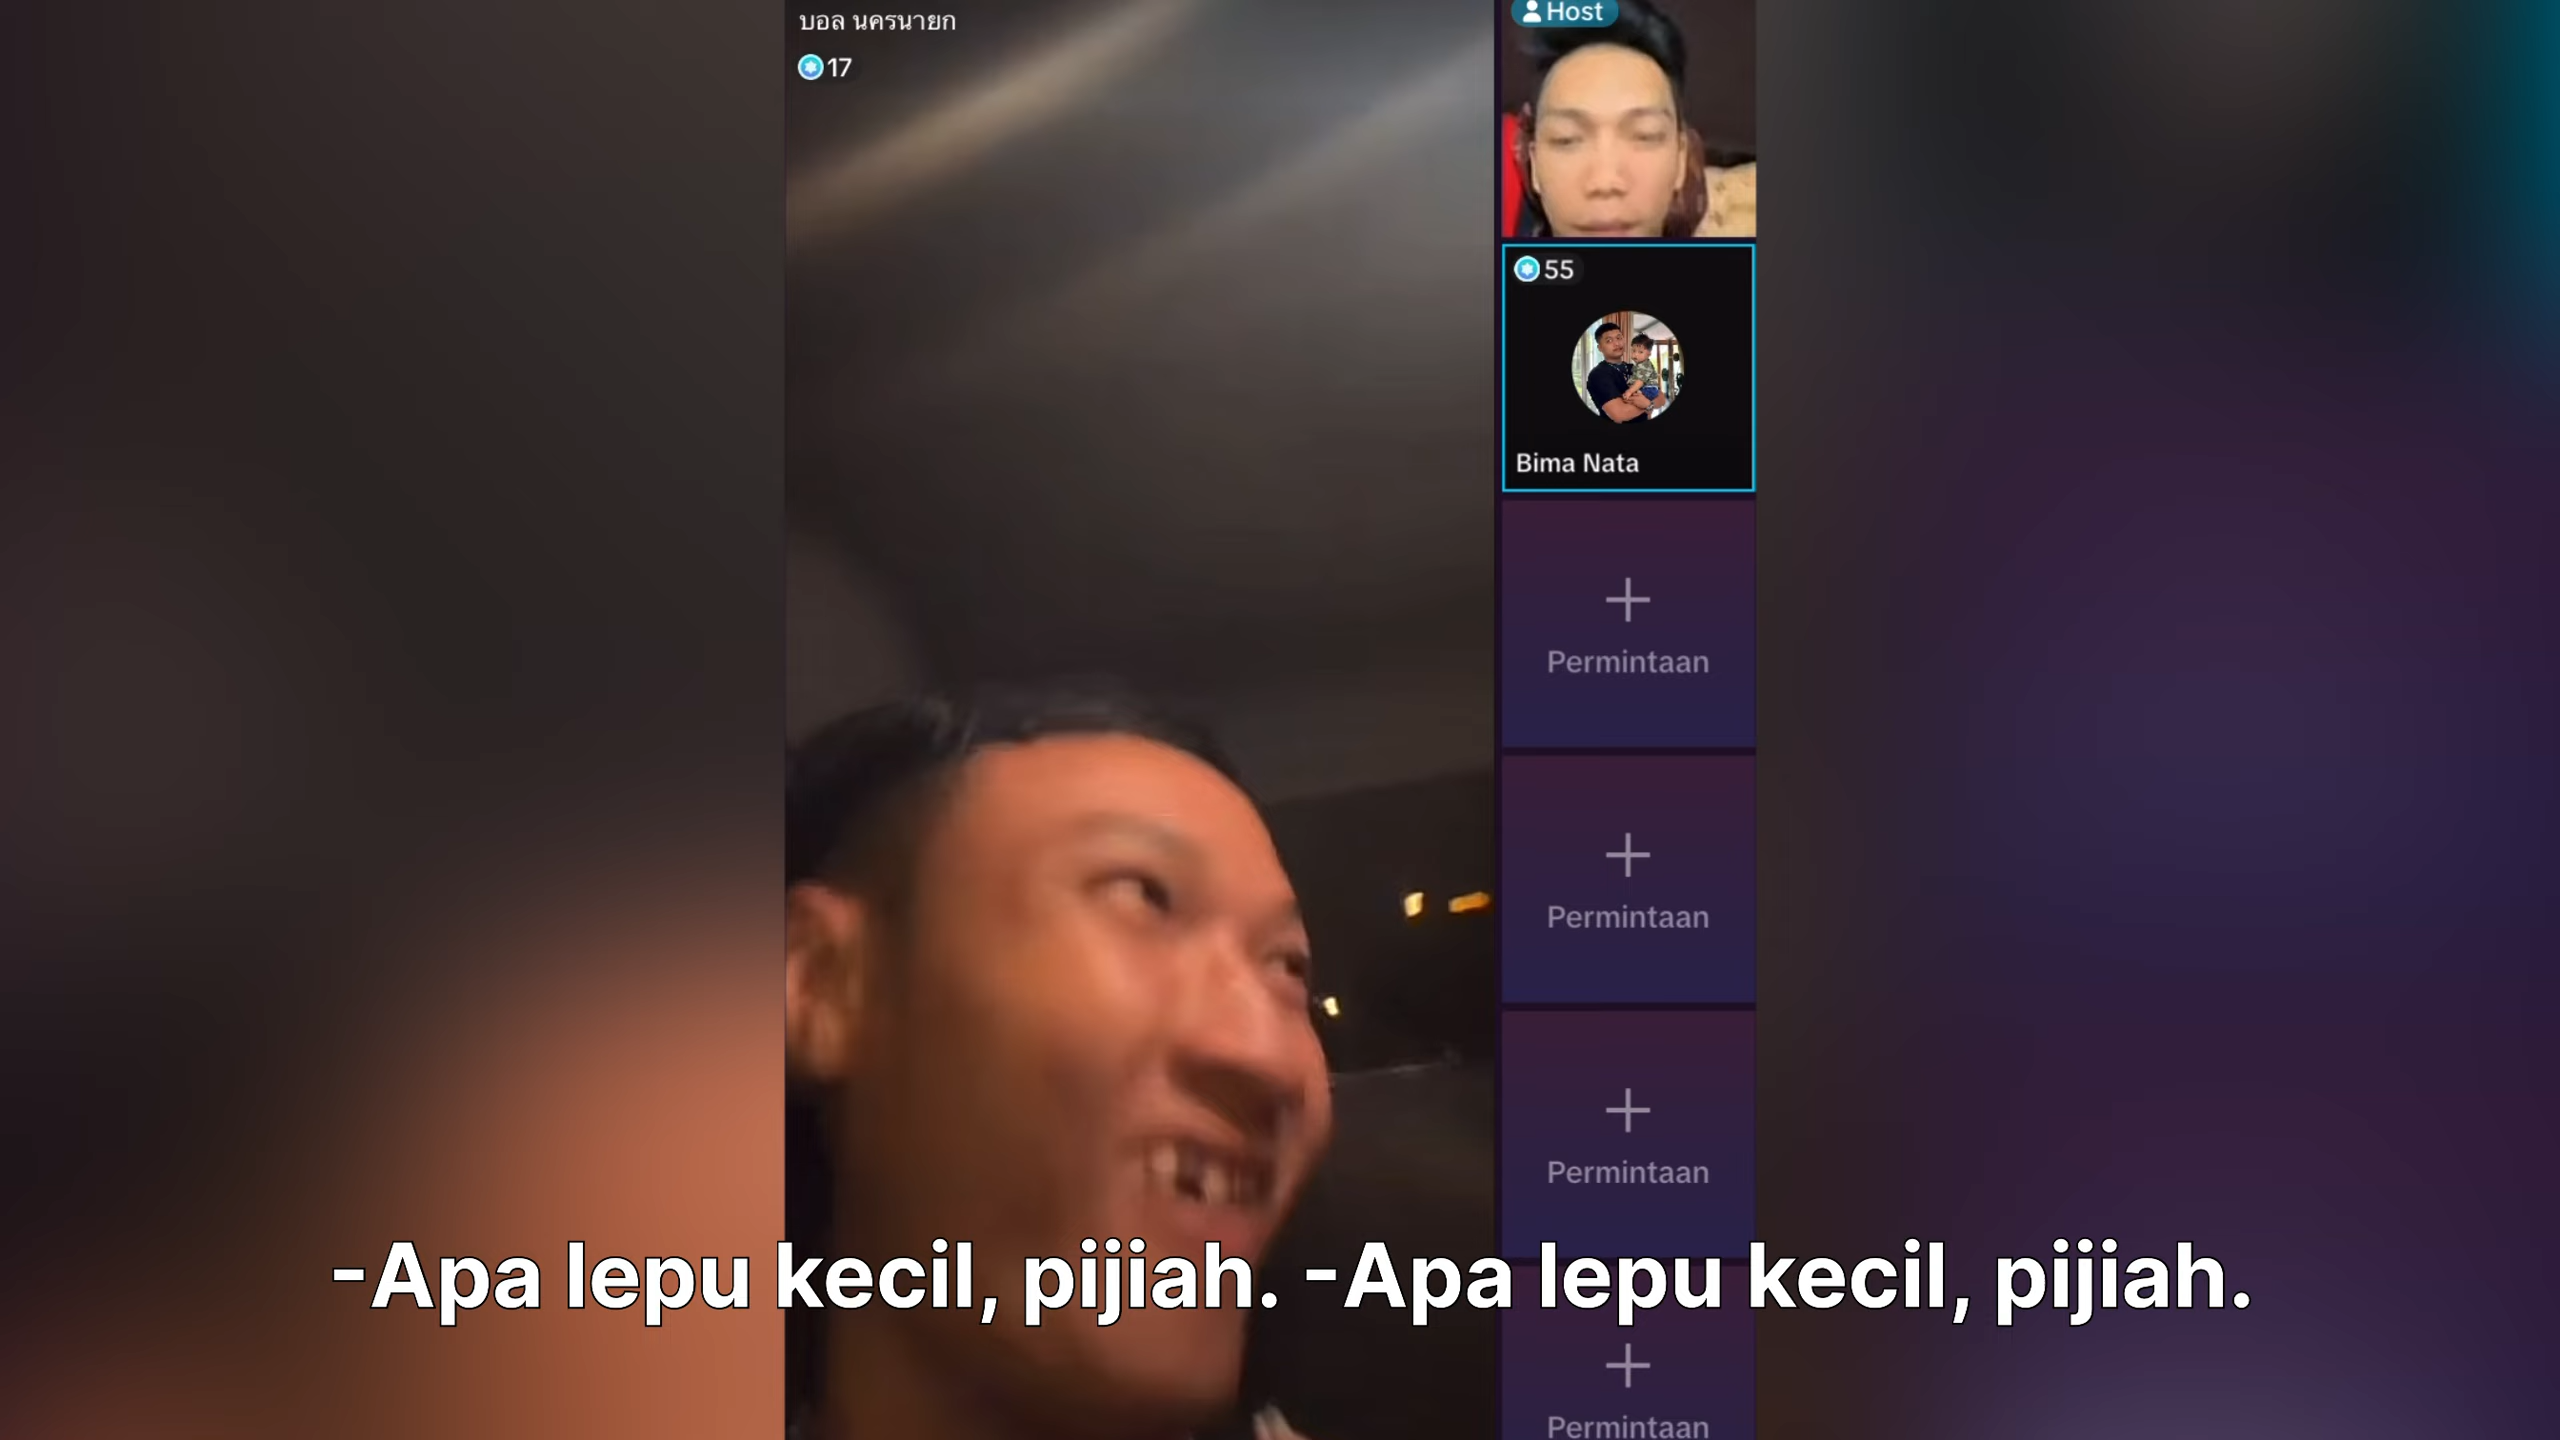 บอล นครนายก
17
Host
55
Bima Nata
Permintaan
Permintaan
Permintaan
-Apa lepu kecil, pijiah. -Apa lepu kecil, pijiah.
Permintaan